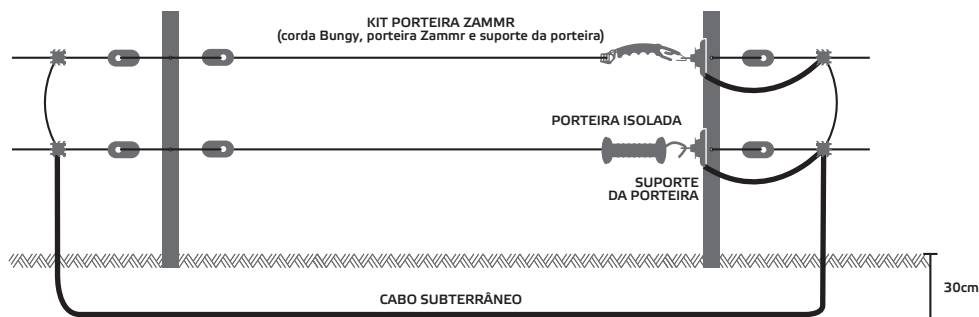 KIT PORTEIRA ZAMMR
(corda Bungy, porteira Zammr e suporte da porteira)
PORTEIRA ISOLADA
SUPORTE
DA PORTEIRA
30cm
CABO SUBTERRÂNEO